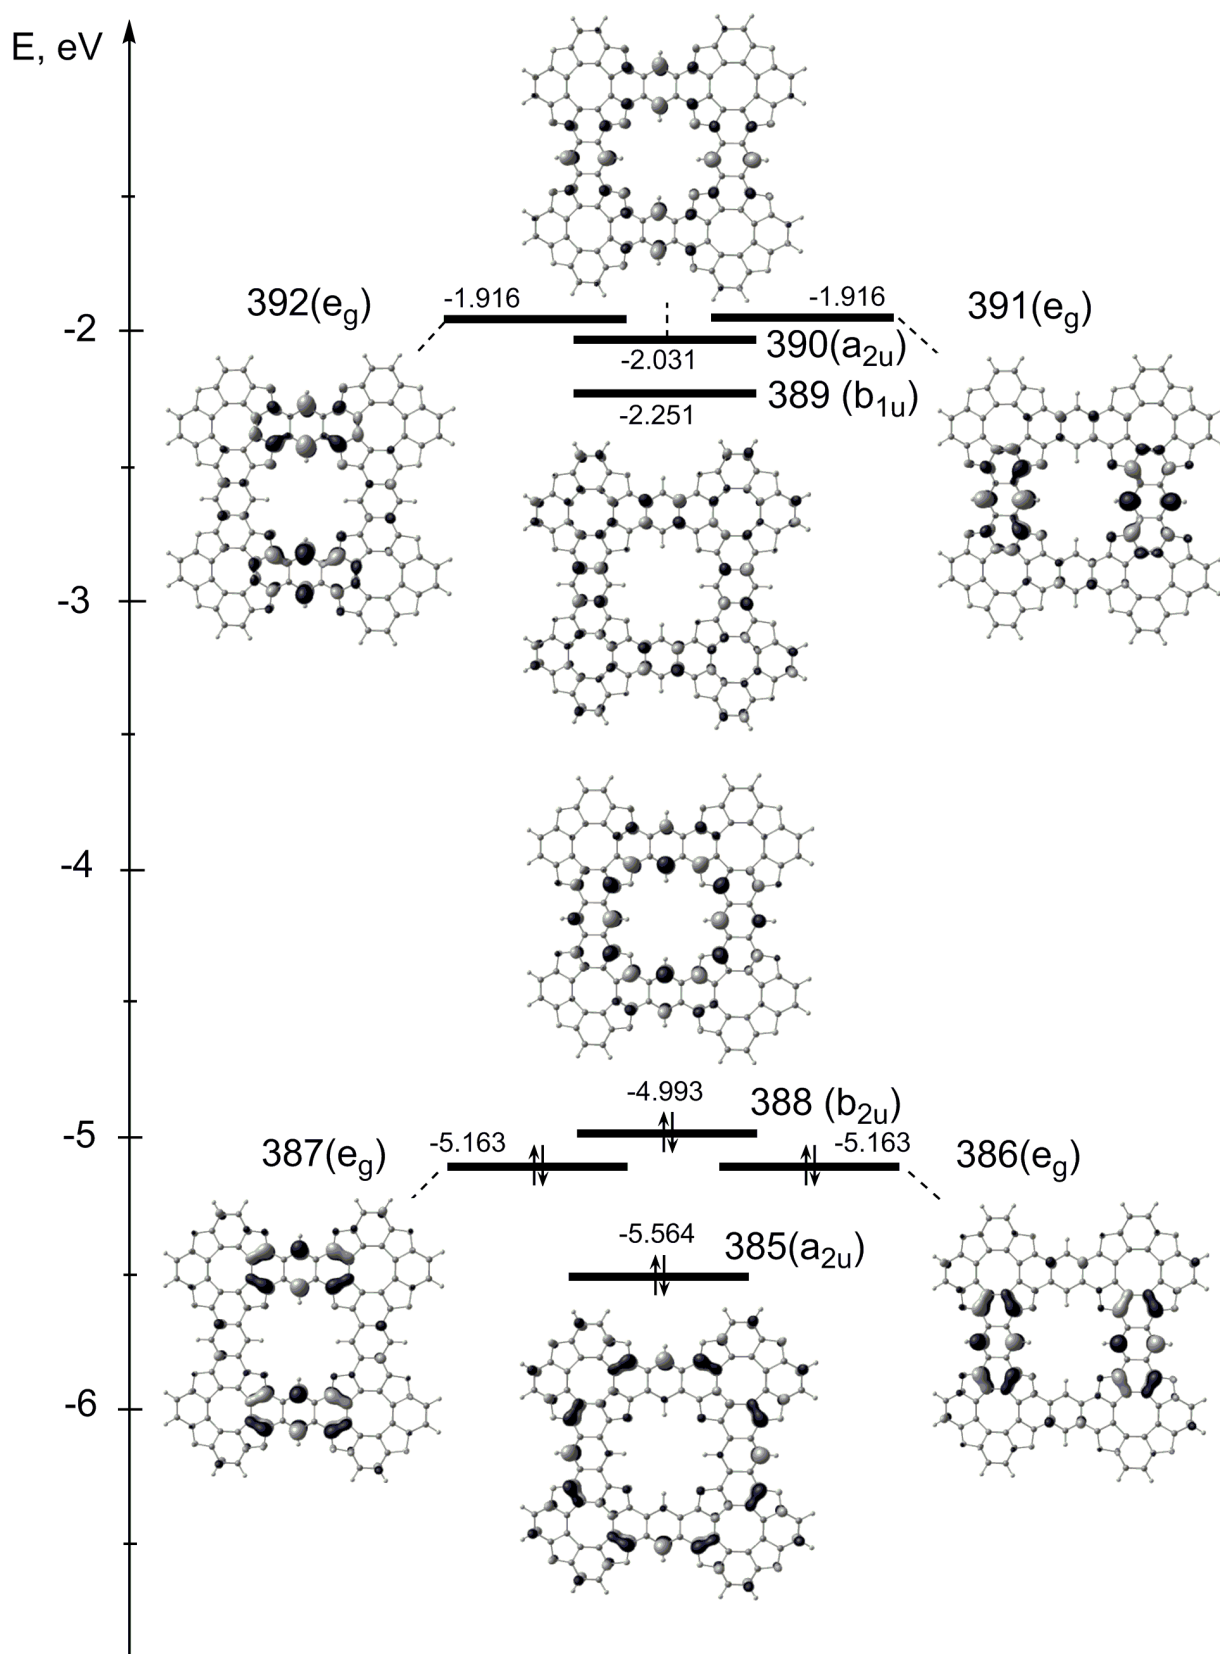 E, eV
-1.916
-1.916
392(eg)
391(eg)
-2
390(a2u)
-2.031
389 (b1u)
-2.251
-3
-4
-4.993
388 (b2u)
-5
-5.163
-5.163
387(eg)
386(eg)
-5.564
385(a2u)
-6